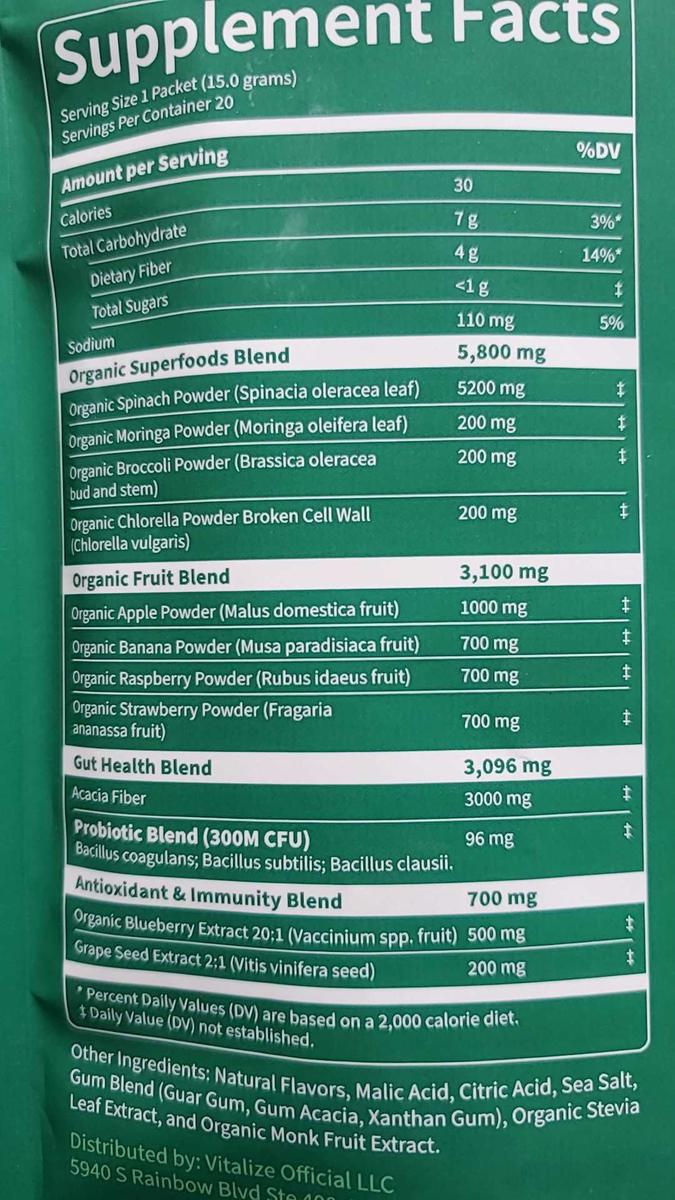 Supplement Facts
Serving Size 1 Packet (15.0 grams)
Servings Per Container 20
Amount per Serving %DV
Calories 30
Total Carbohydrate 7 g 3%*
Dietary Fiber 4 g 14%*
Total Sugars <1 g ‡
Sodium 110 mg 5%
Organic Superfoods Blend 5,800 mg
Organic Spinach Powder (Spinacia oleracea leaf) 5200 mg ‡
Organic Moringa Powder (Moringa oleifera leaf) 200 mg ‡
Organic Broccoli Powder (Brassica oleracea 200 mg ‡
bud and stem)
Organic Chlorella Powder Broken Cell Wall 200 mg ‡
(Chlorella vulgaris)
Organic Fruit Blend 3,100 mg
Organic Apple Powder (Malus domestica fruit) 1000 mg ‡
Organic Banana Powder (Musa paradisiaca fruit) 700 mg ‡
Organic Raspberry Powder (Rubus idaeus fruit) 700 mg ‡
Organic Strawberry Powder (Fragaria
ananassa fruit) 700 mg ‡
Gut Health Blend 3,096 mg
Acacia Fiber 3000 mg ‡
Probiotic Blend (300M CFU) 96 mg ‡
Bacillus coagulans; Bacillus subtilis; Bacillus clausii.
Antioxidant & Immunity Blend 700 mg
Organic Blueberry Extract 20:1 (Vaccinium spp. fruit) 500 mg ‡
Grape Seed Extract 2:1 (Vitis vinifera seed) 200 mg ‡
* Percent Daily Values (DV) are based on a 2,000 calorie diet.
‡ Daily Value (DV) not established.
Other Ingredients: Natural Flavors, Malic Acid, Citric Acid, Sea Salt,
Gum Blend (Guar Gum, Gum Acacia, Xanthan Gum), Organic Stevia
Leaf Extract, and Organic Monk Fruit Extract.
Distributed by: Vitalize Official LLC
5940 S Rainbow Blvd Ste